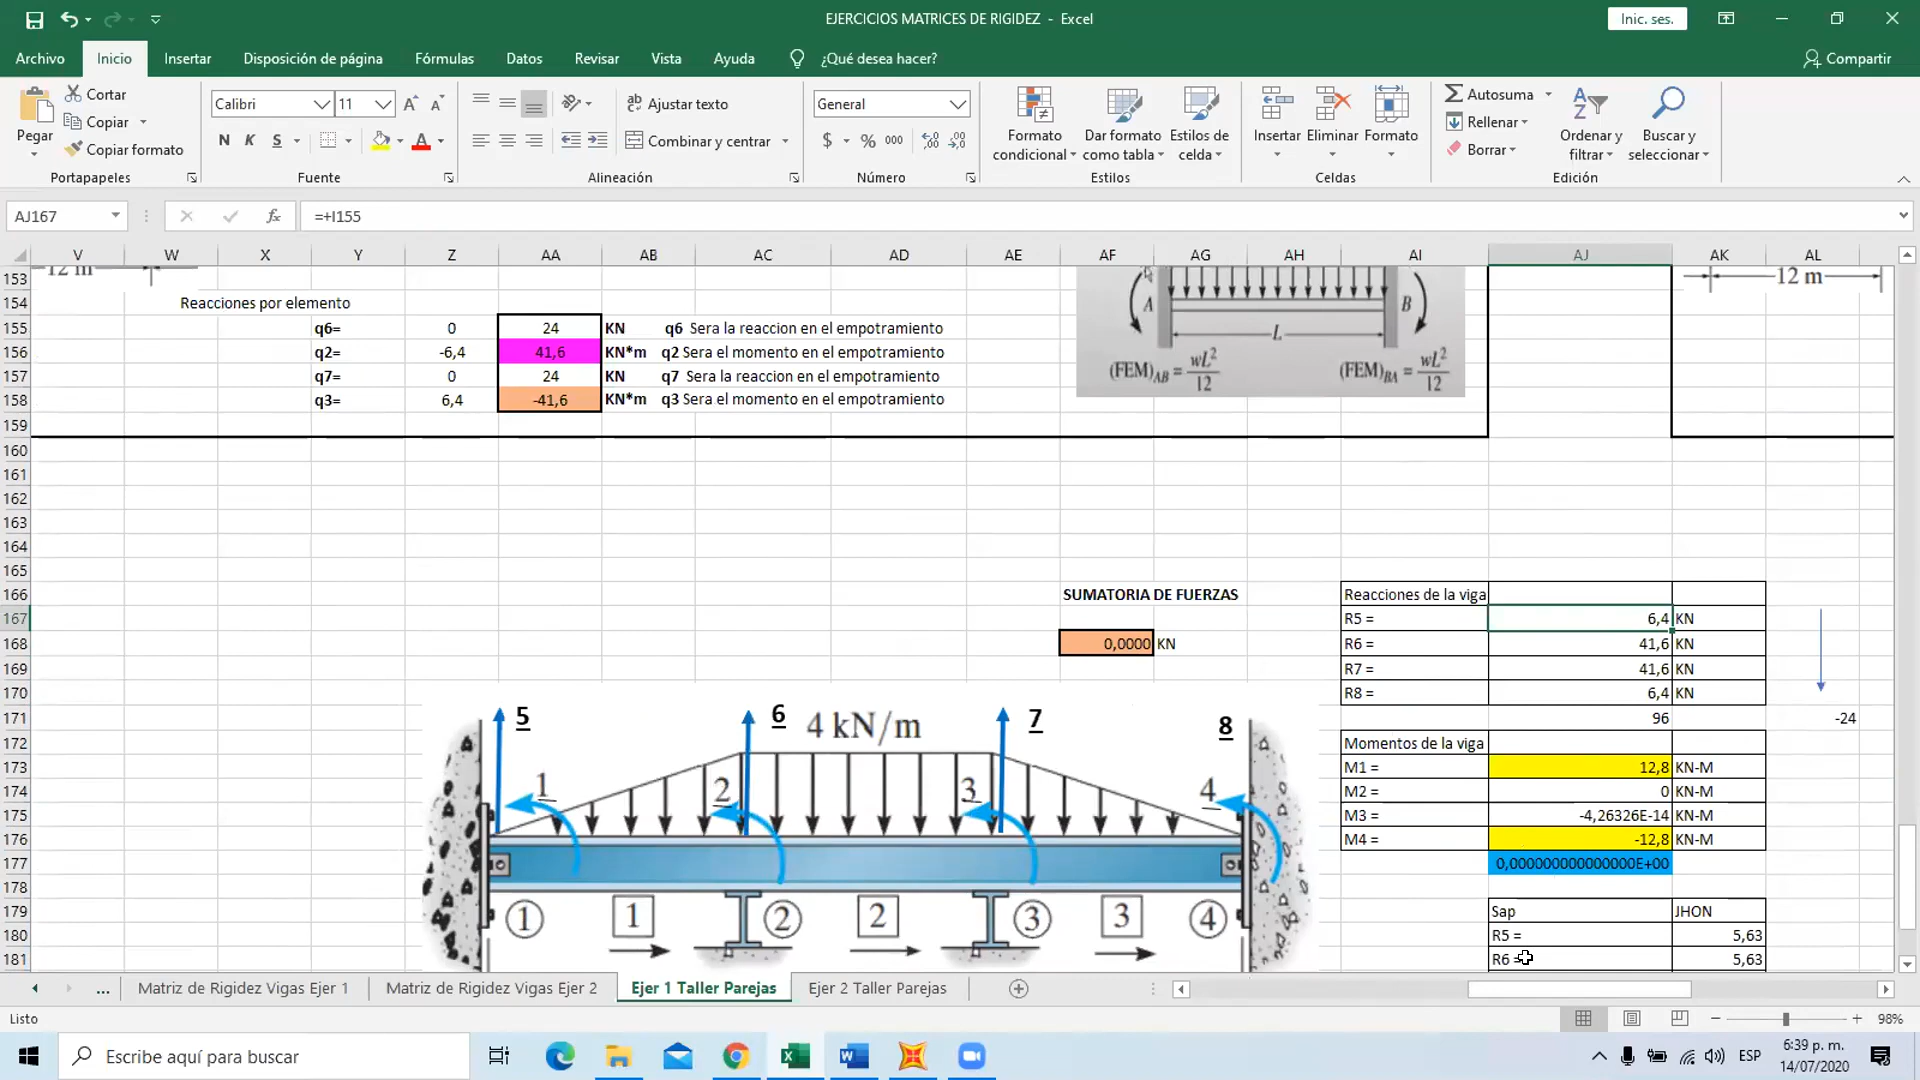 EJERCICIOS MATRICES DE RIGIDEZ - Excel
Inic. ses.
Archivo Inicio Insertar Disposición de página Fórmulas Datos Revisar Vista Ayuda ¿Qué desea hacer? Compartir
Pegar
Cortar
Copiar
Copiar formato
Portapapeles
Calibri 11
N K S
Fuente
Ajustar texto
Combinar y centrar
Alineación
General
$ % 000
Número
Formato condicional
Dar formato como tabla
Estilos de celda
Estilos
Insertar Eliminar Formato
Celdas
Autosuma
Rellenar
Borrar
Ordenar y filtrar
Buscar y seleccionar
Edición
AJ167 fx =+I155
V W X Y Z AA AB AC AD AE AF AG AH AI AJ AK AL
153 12 m 12 m
154 Reacciones por elemento
155 q6= 0 24 KN q6 Sera la reaccion en el empotramiento
156 q2= -6,4 41,6 KN*m q2 Sera el momento en el empotramiento
157 q7= 0 24 KN q7 Sera la reaccion en el empotramiento
158 q3= 6,4 -41,6 KN*m q3 Sera el momento en el empotramiento
A B
L
(FEM)AB = wL²/12 (FEM)BA = wL²/12
159
160
161
162
163
164
165
166 SUMATORIA DE FUERZAS Reacciones de la viga
167 R5 = 6,4 KN
168 0,0000 KN R6 = 41,6 KN
169 R7 = 41,6 KN
170 R8 = 6,4 KN
171 96 -24
172 Momentos de la viga
173 M1 = 12,8 KN-M
174 M2 = 0 KN-M
175 M3 = -4,26326E-14 KN-M
176 M4 = -12,8 KN-M
177 0,000000000000000E+00
178
179 Sap JHON
180 R5 = 5,63
181 R6 = 5,63
5 6 4 kN/m 7 8
1 2 3 4
1 1 2 2 3 3 4
... Matriz de Rigidez Vigas Ejer 1 Matriz de Rigidez Vigas Ejer 2 Ejer 1 Taller Parejas Ejer 2 Taller Parejas
Listo 98%
Escribe aquí para buscar
ESP
6:39 p. m.
14/07/2020